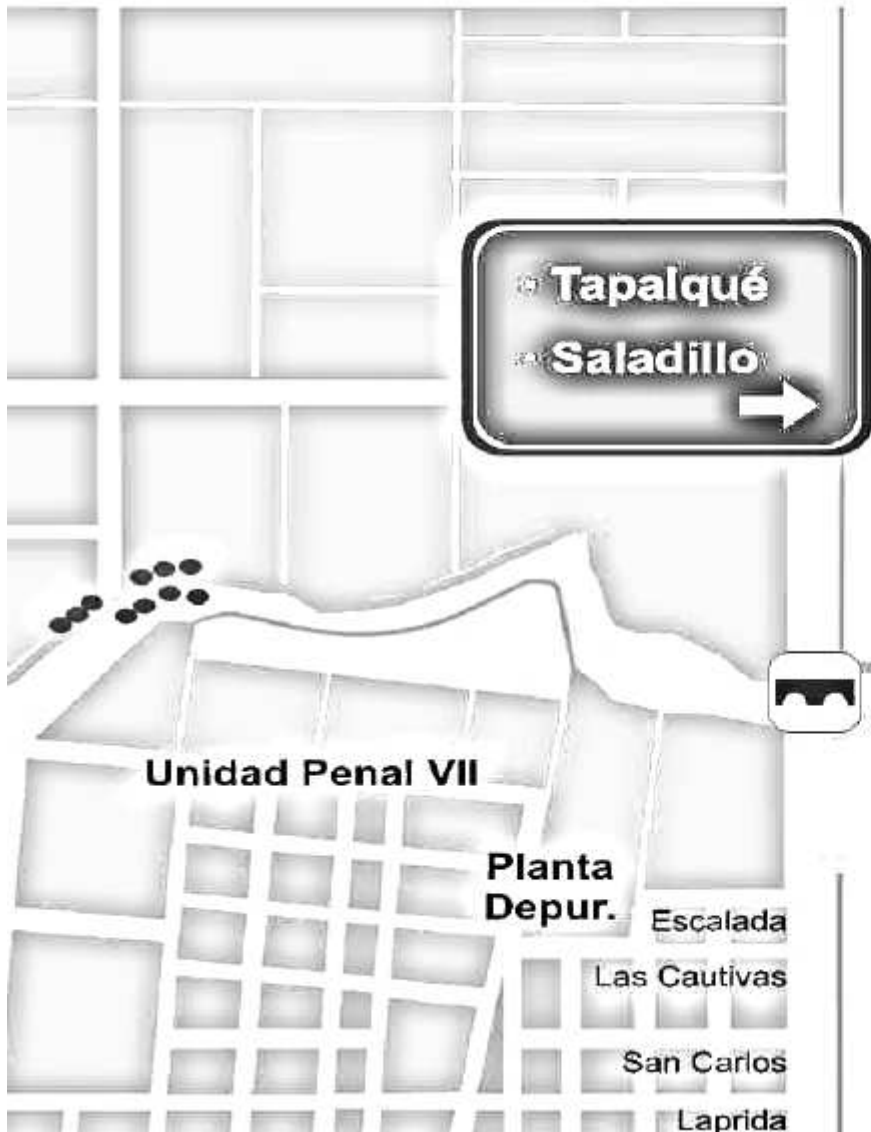 Tapalqué
Saladillo
Unidad Penal VII
Planta
Depur.
Escalada
Las Cautivas
San Carlos
Laprida